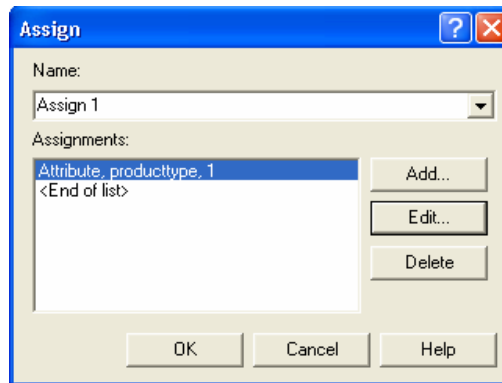 Assign
Name:
Assign 1
Assignments:
Attribute, producttype, 1
<End of list>
Add...
Edit...
Delete
OK
Cancel
Help